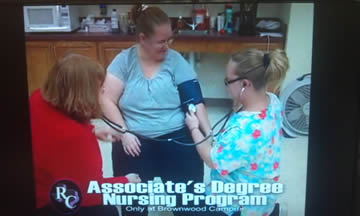 Associate's Degree
Nursing Program
Only at Brownwood Campus
RC